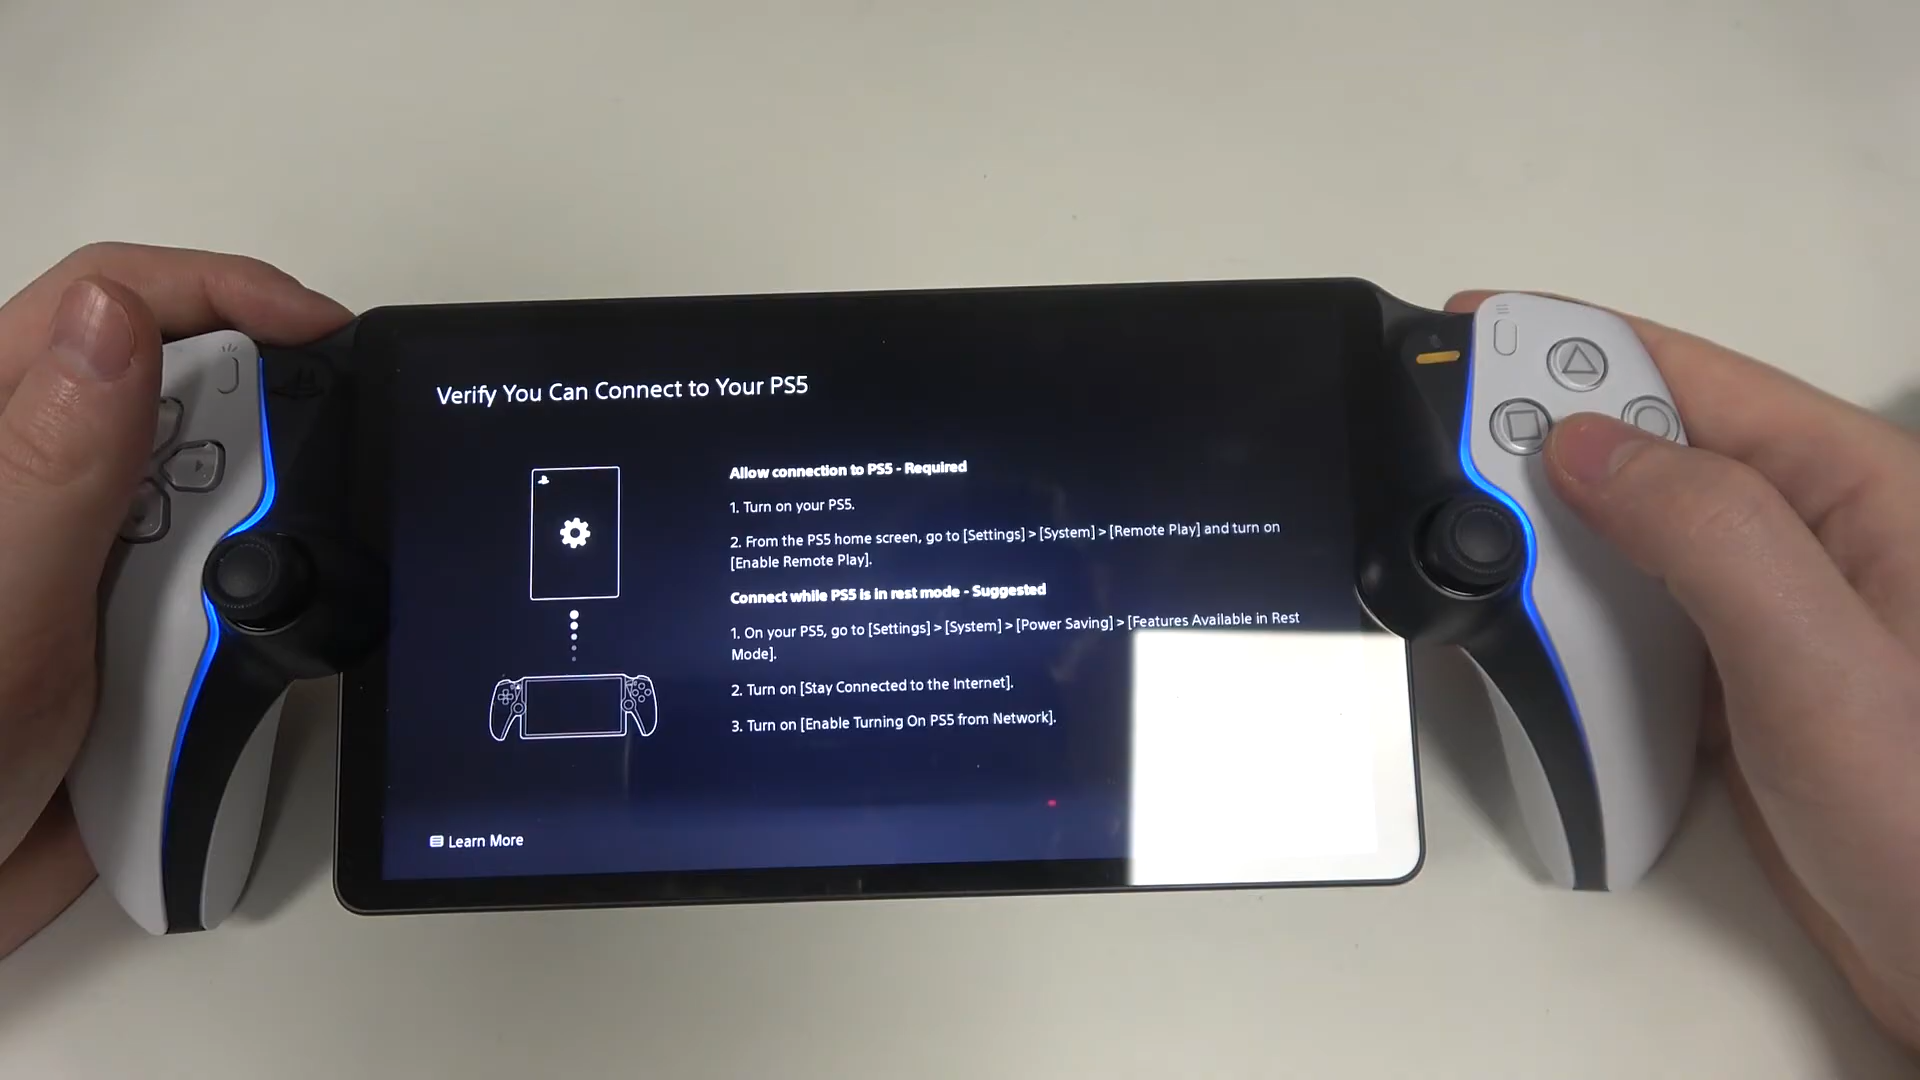 Verify You Can Connect to Your PS5
Allow connection to PS5 - Required
1. Turn on your PS5.
2. From the PS5 home screen, go to [Settings] > [System] > [Remote Play] and turn on
[Enable Remote Play].
Connect while PS5 is in rest mode - Suggested
1. On your PS5, go to [Settings] > [System] > [Power Saving] > [Features Available in Rest
Mode].
2. Turn on [Stay Connected to the Internet].
3. Turn on [Enable Turning On PS5 from Network].
Learn More